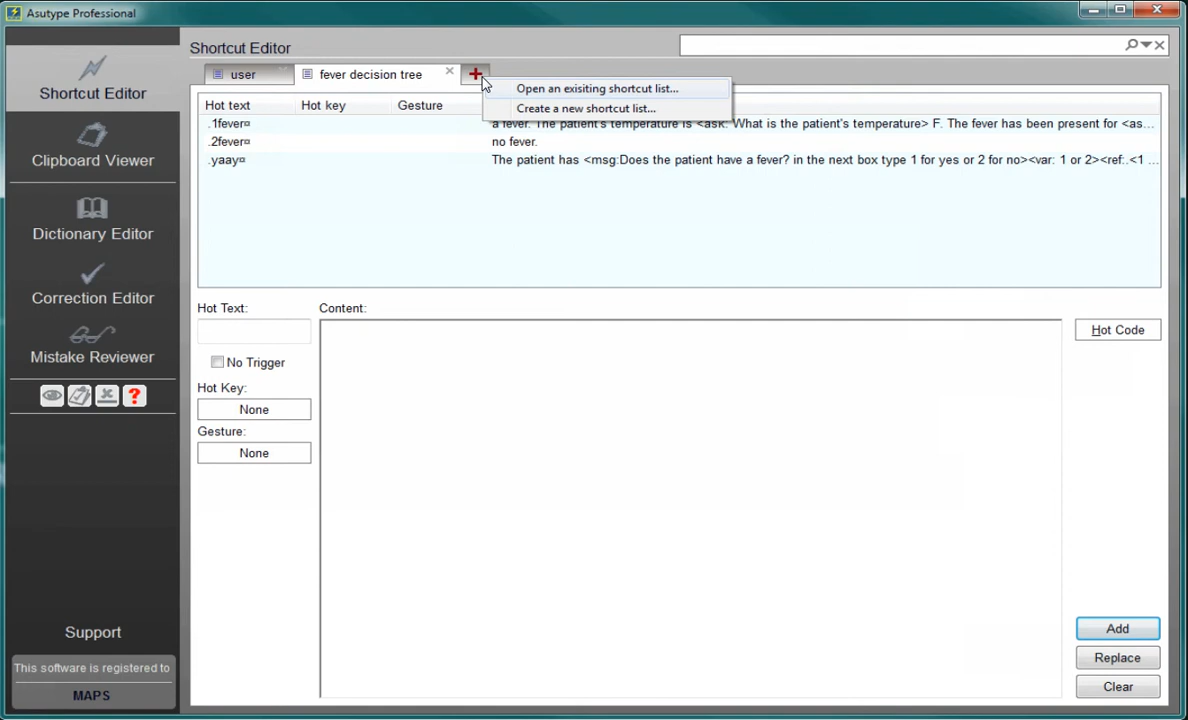 Asutype Professional
Shortcut Editor
Clipboard Viewer
Dictionary Editor
Correction Editor
Mistake Reviewer
?
Support
This software is registered to
MAPS
Shortcut Editor
user
fever decision tree
Open an exisiting shortcut list...
Create a new shortcut list...
Hot text Hot key Gesture
.1fever¤ a fever. The patient's temperature is <ask: What is the patient's temperature> F. The fever has been present for <as...
.2fever¤ no fever.
.yaay¤ The patient has <msg:Does the patient have a fever? in the next box type 1 for yes or 2 for no><var: 1 or 2><ref:.<1 ...
Hot Text: Content:
No Trigger
Hot Key:
None
Gesture:
None
Hot Code
Add
Replace
Clear